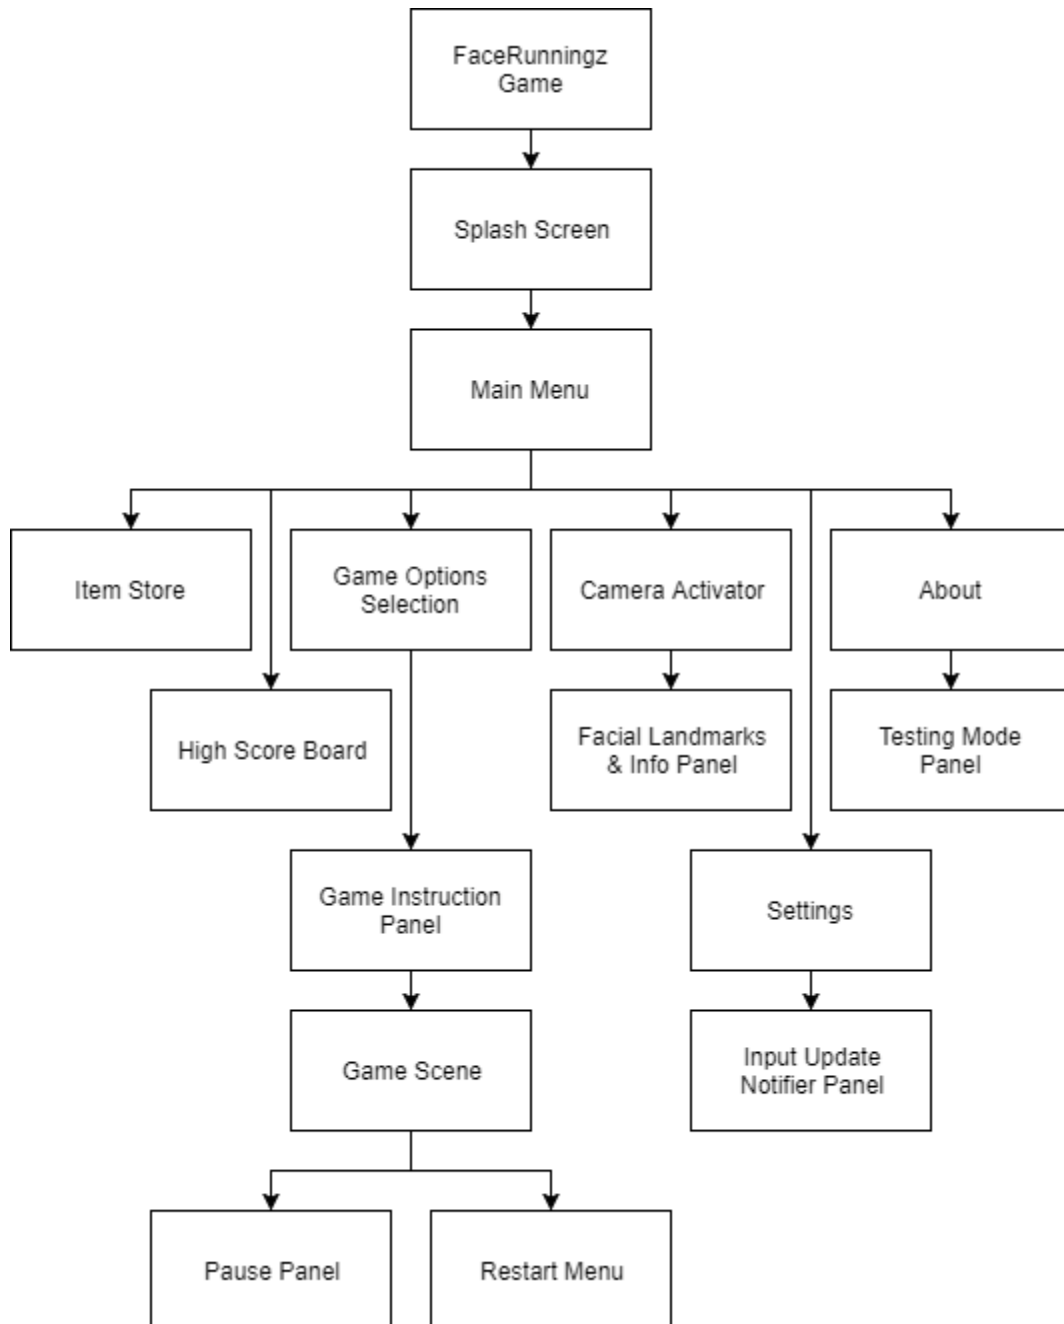 FaceRunningz
Game
Splash Screen
Main Menu
Item Store
Game Options
Selection
Camera Activator
About
High Score Board
Facial Landmarks
& Info Panel
Testing Mode
Panel
Game Instruction
Panel
Settings
Game Scene
Input Update
Notifier Panel
Pause Panel
Restart Menu